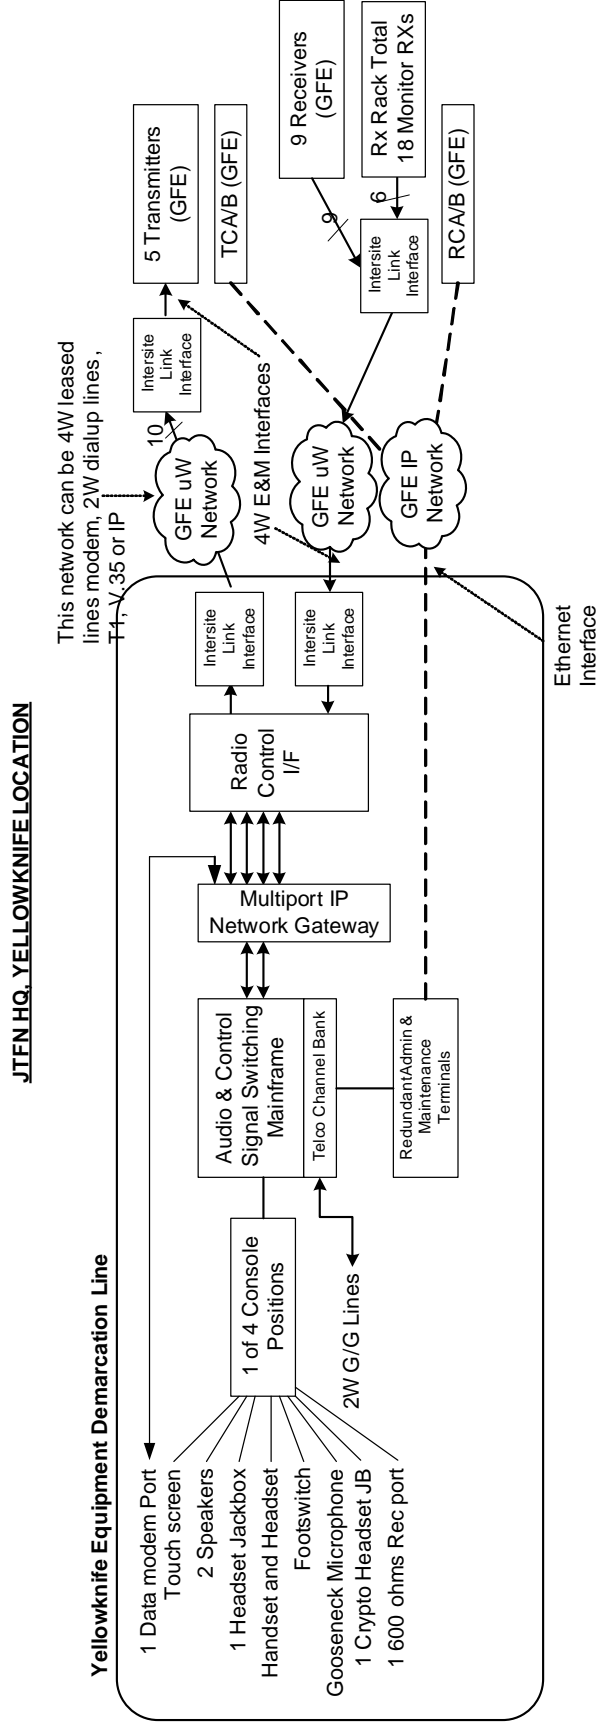 JTFN HQ, YELLOWKNIFE LOCATION
Yellowknife Equipment Demarcation Line
1 Data modem Port
Touch screen
2 Speakers
1 Headset Jackbox
Handset and Headset
Footswitch
Gooseneck Microphone
1 Crypto Headset JB
1 600 ohms Rec port
1 of 4 Console
Positions
2W G/G Lines
Audio & Control
Signal Switching
Mainframe
Telco Channel Bank
RedundantAdmin &
Maintenance
Terminals
Multiport IP
Network Gateway
Radio
Control
I/F
Intersite
Link
Interface
Intersite
Link
Interface
This network can be 4W leased
lines modem, 2W dialup lines ,
T1, V.35 or IP
GFE uW
Network
10
Intersite
Link
Interface
5 Transmitters
(GFE)
TCA/B (GFE)
4W E&M Interfaces
GFE uW
Network
GFE IP
Network
Ethernet
Interface
Intersite
Link
Interface
9
6
9 Receivers
(GFE)
Rx Rack Total
18 Monitor RXs
RCA/B (GFE)